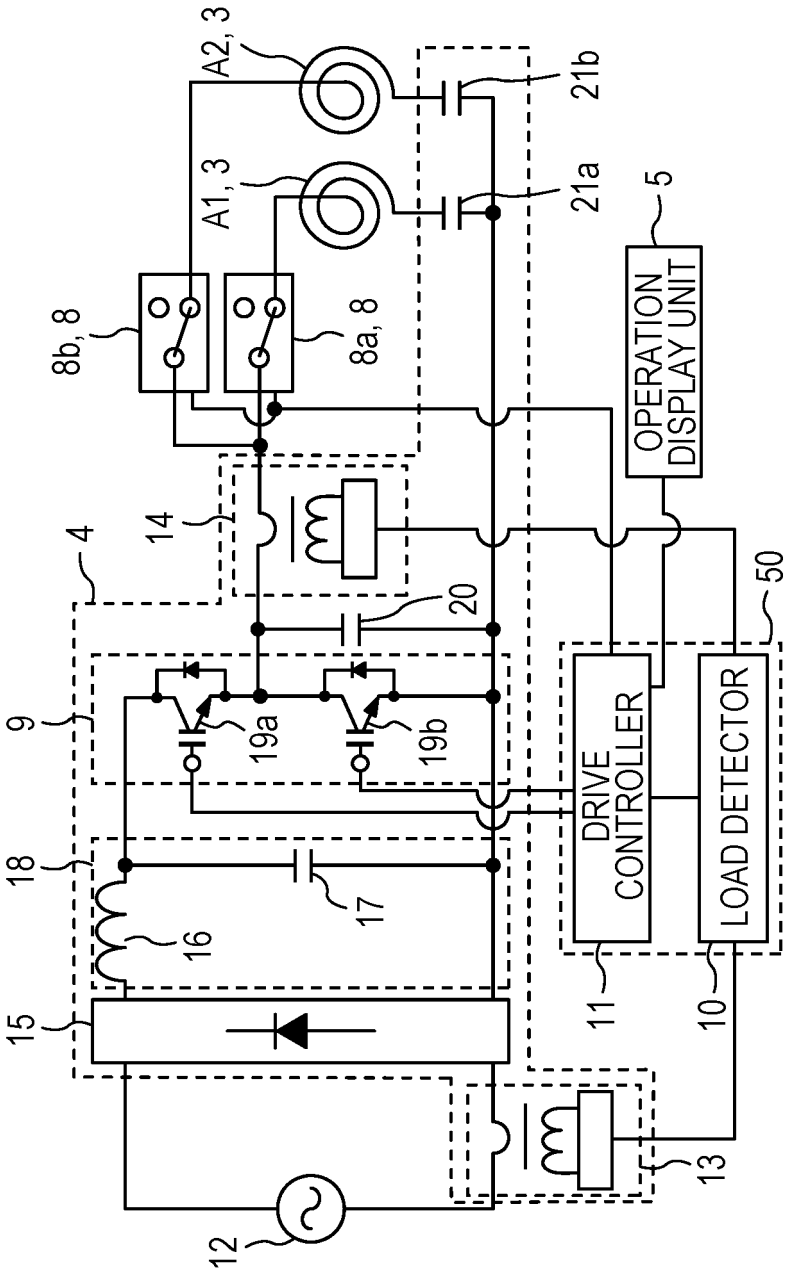 A2, 3
A1, 3
8b, 8
8a, 8
21b
21a
5
OPERATION
DISPLAY UNIT
4
14
20
50
9
19a
19b
DRIVE
CONTROLLER
LOAD DETECTOR
18
16
17
11
10
15
13
12